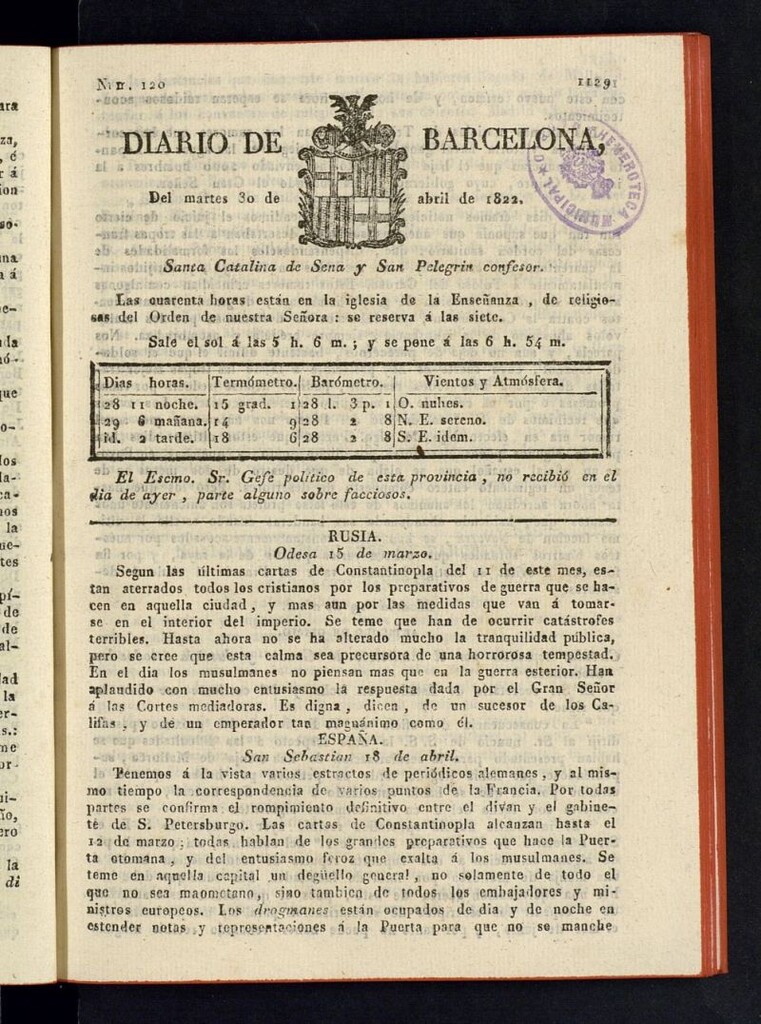 Núm. 120
1129
DIARIO DE BARCELONA,
Del martes 30 de abril de 1822.
HEMEROTECA MUNICIPAL
Santa Catalina de Sena y San Pelegrin confesor.
Las cuarenta horas están en la iglesia de la Enseñanza, de religio-
sas del Orden de nuestra Señora: se reserva á las siete.
Sale el sol á las 5 h. 6 m.; y se pone á las 6 h. 54 m.
Dias horas. Termómetro. Barómetro. Vientos y Atmósfera.
28 11 noche. 15 grad. 1 28 l. 3 p. 1 O. nubes.
29 6 mañana. 14 9 28 2 8 N. E. sereno.
id. 2 tarde. 18 6 28 2 8 S. E. idem.
El Escmo. Sr. Gefe político de esta provincia, no recibió en el
dia de ayer, parte alguno sobre facciosos.
RUSIA.
Odesa 15 de marzo.
Segun las últimas cartas de Constantinopla del 11 de este mes, es-
tan aterrados todos los cristianos por los preparativos de guerra que se ha-
cen en aquella ciudad, y mas aun por las medidas que van á tomar-
se en el interior del imperio. Se teme que han de ocurrir catástrofes
terribles. Hasta ahora no se ha alterado mucho la tranquilidad pública,
pero se cree que esta calma sea precursora de una horrorosa tempestad.
En el dia los musulmanes no piensan mas que en la guerra esterior. Han
aplaudido con mucho entusiasmo la respuesta dada por el Gran Señor
á las Cortes mediadoras. Es digna, dicen, de un sucesor de los Ca-
lifas, y de un emperador tan magnánimo como él.
ESPAÑA.
San Sebastian 18 de abril.
Tenemos á la vista varios estractos de periódicos alemanes, y al mis-
mo tiempo la correspondencia de varios puntos de la Francia. Por todas
partes se confirma el rompimiento definitivo entre el divan y el gabine-
te de S. Petersburgo. Las cartas de Constantinopla alcanzan hasta el
12 de marzo: todas hablan de los grandes preparativos que hace la Puer-
ta otomana, y del entusiasmo feroz que exalta á los musulmanes. Se
teme en aquella capital un degüello general, no solamente de todo el
que no sea maometano, sino tambien de todos los embajadores y mi-
nistros europeos. Los drogmanes están ocupados de dia y de noche en
estender notas y representaciones á la Puerta para que no se manche